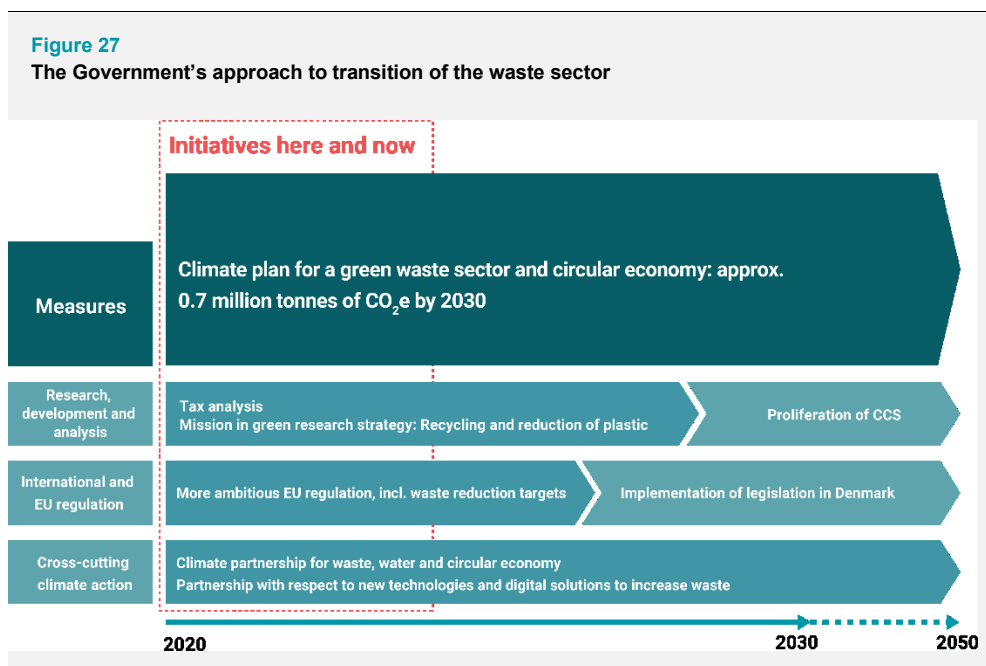 Figure 27
The Government's approach to transition of the waste sector
Initiatives here and now
Measures
Climate plan for a green waste sector and circular economy: approx.
0.7 million tonnes of CO₂e by 2030
Research,
development and
analysis
Tax analysis
Mission in green research strategy: Recycling and reduction of plastic
Proliferation of CCS
International and
EU regulation
More ambitious EU regulation, incl. waste reduction targets
Implementation of legislation in Denmark
Cross-cutting
climate action
Climate partnership for waste, water and circular economy
Partnership with respect to new technologies and digital solutions to increase waste
2020
2030
2050